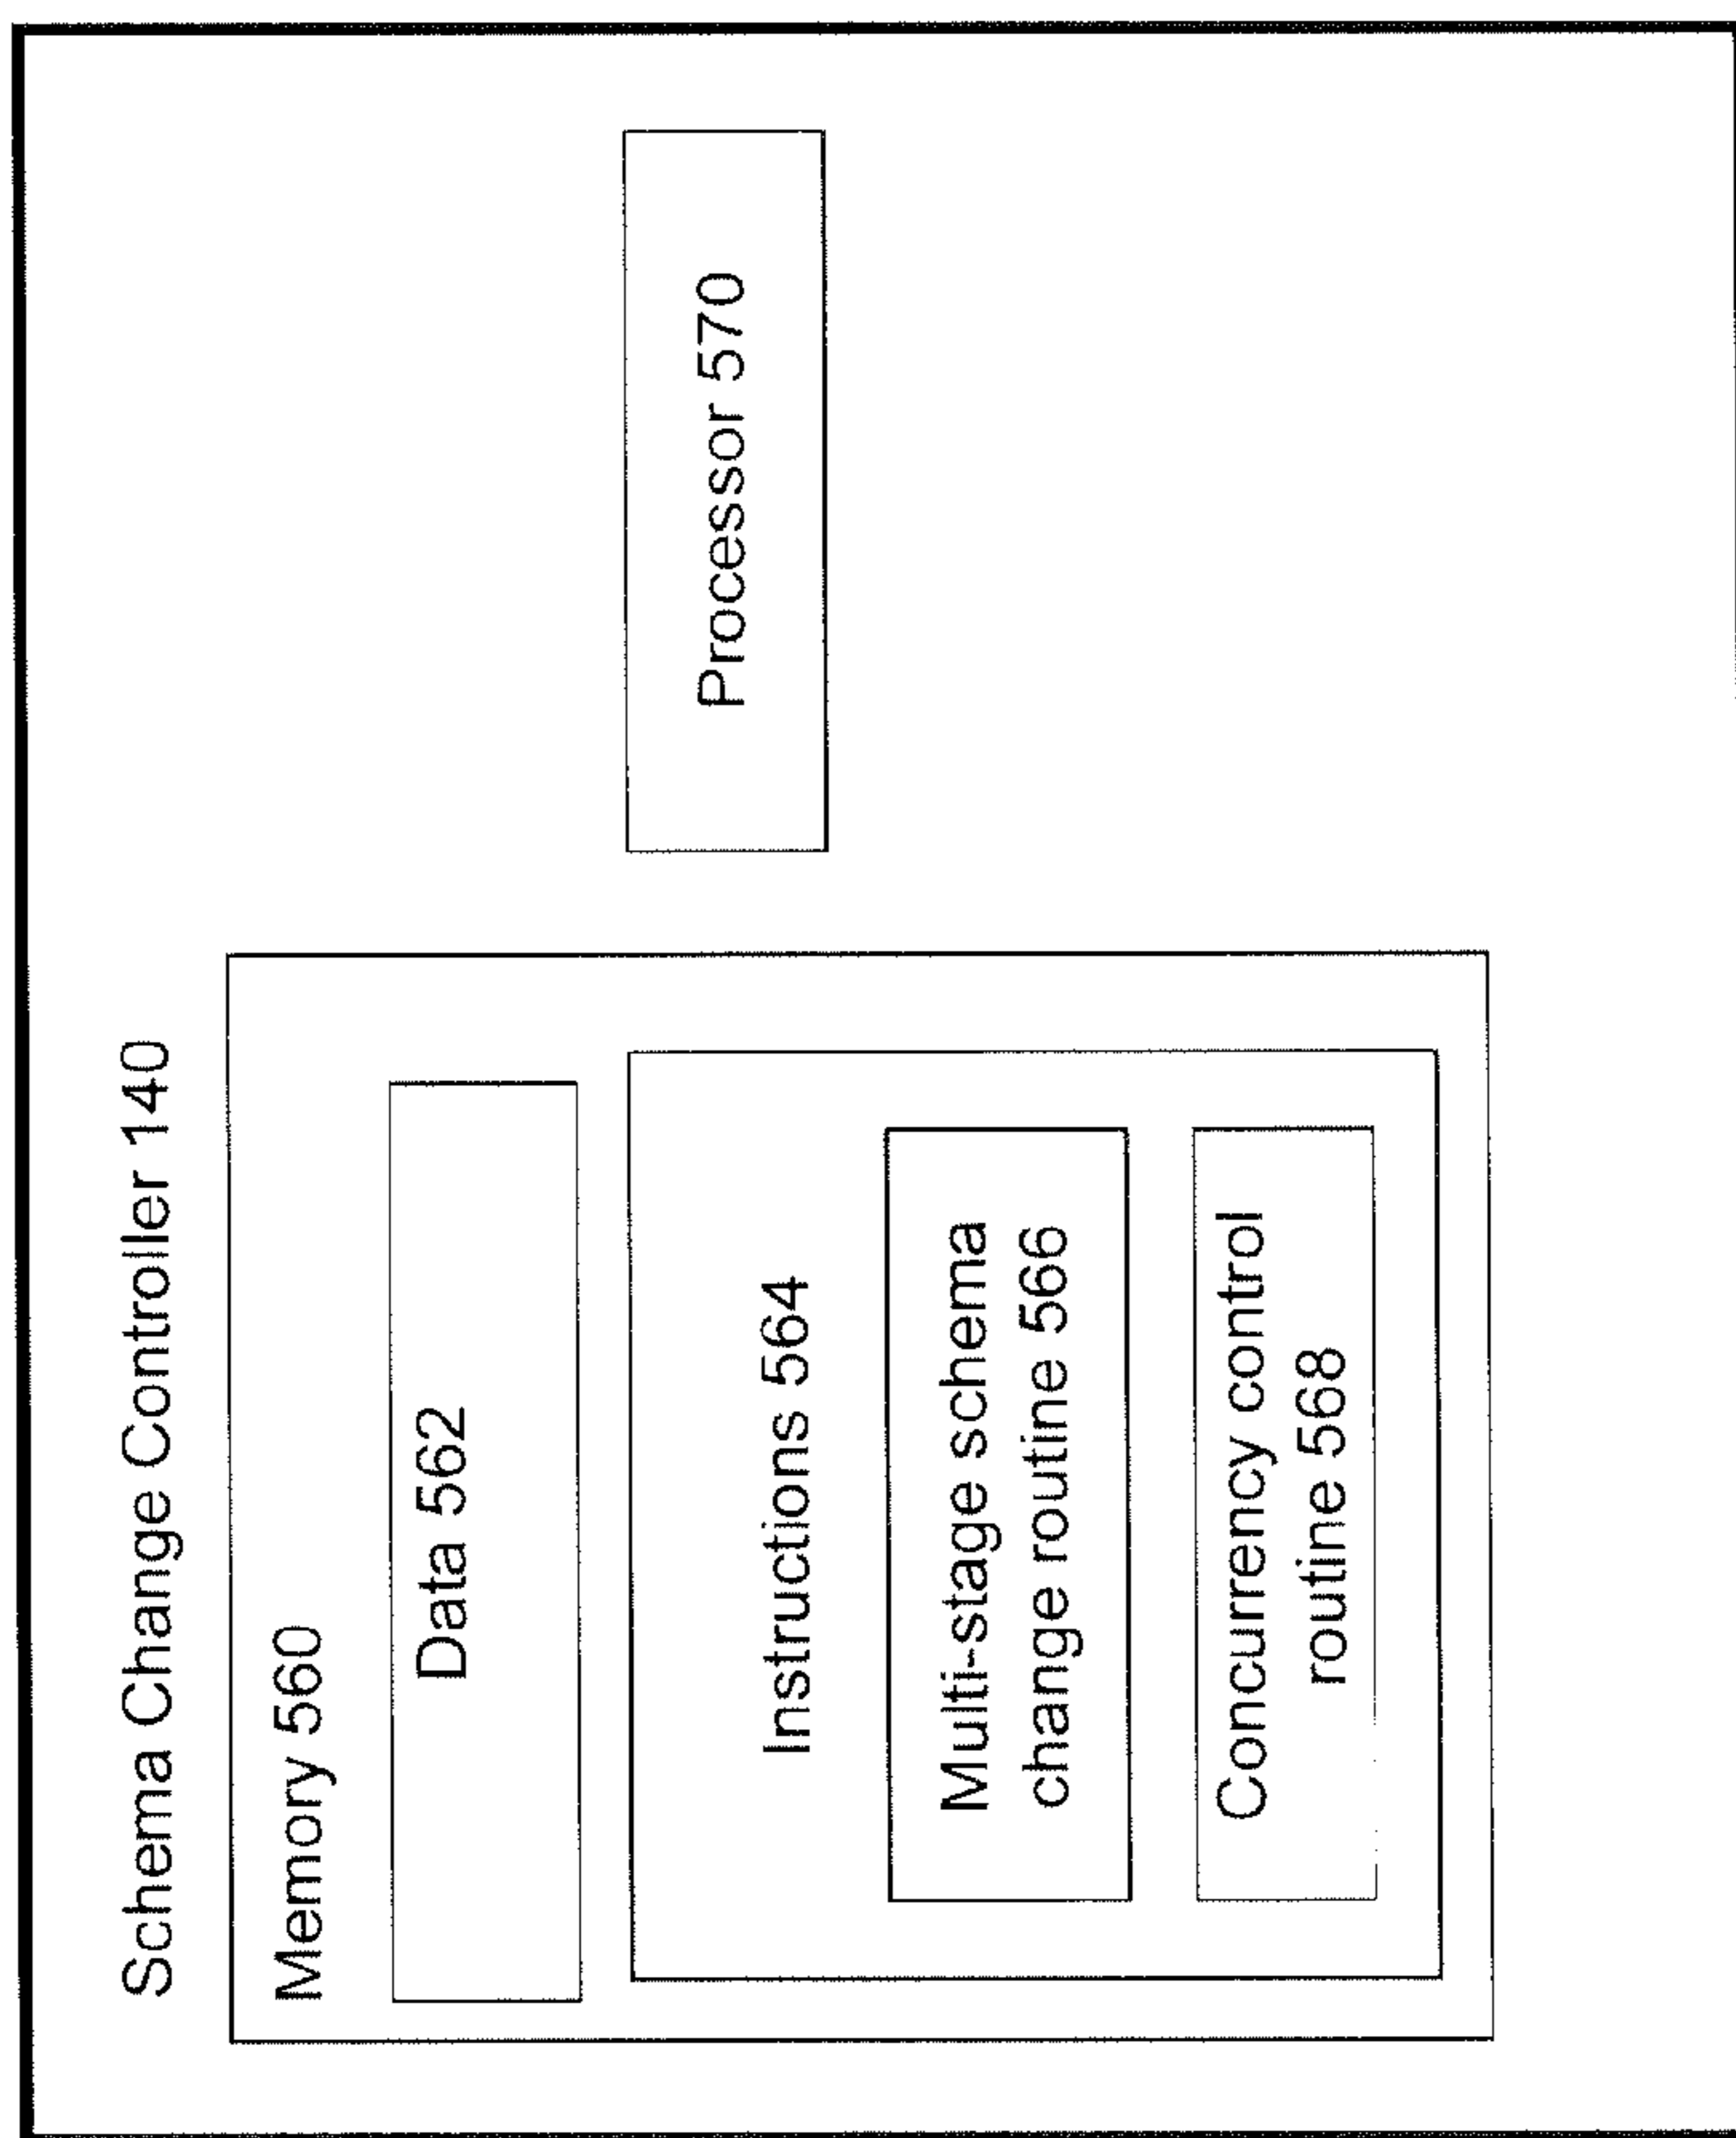 Schema Change Controller 140
Memory 560
Data 562
Instructions 564
Multi-stage schema
change routine 566
Concurrency control
routine 568
Processor 570